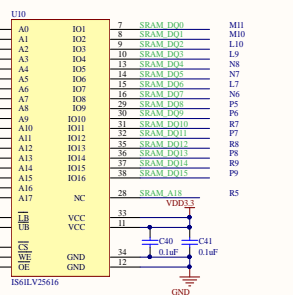 U10
A0 IO1 7 SRAM_DQ0 M11
A1 IO2 8 SRAM_DQ1 M10
A2 IO3 9 SRAM_DQ2 L10
A3 IO4 10 SRAM_DQ3 L9
A4 IO5 13 SRAM_DQ4 N8
A5 IO6 14 SRAM_DQ5 N7
A6 IO7 15 SRAM_DQ6 L7
A7 IO8 16 SRAM_DQ7 N6
A8 IO9 29 SRAM_DQ8 P5
A9 IO10 30 SRAM_DQ9 P6
A10 IO11 31 SRAM_DQ10 R7
A11 IO12 32 SRAM_DQ11 P7
A12 IO13 35 SRAM_DQ12 R8
A13 IO14 36 SRAM_DQ13 P8
A14 IO15 37 SRAM_DQ14 R9
A15 IO16 38 SRAM_DQ15 P9
A16
A17 NC 28 SRAM_A18 R5
VDD3.3
LB VCC 33
UB VCC 11
CS C40 C41
WE GND 34 0.1uF 0.1uF
OE GND 12
IS61LV25616
GND